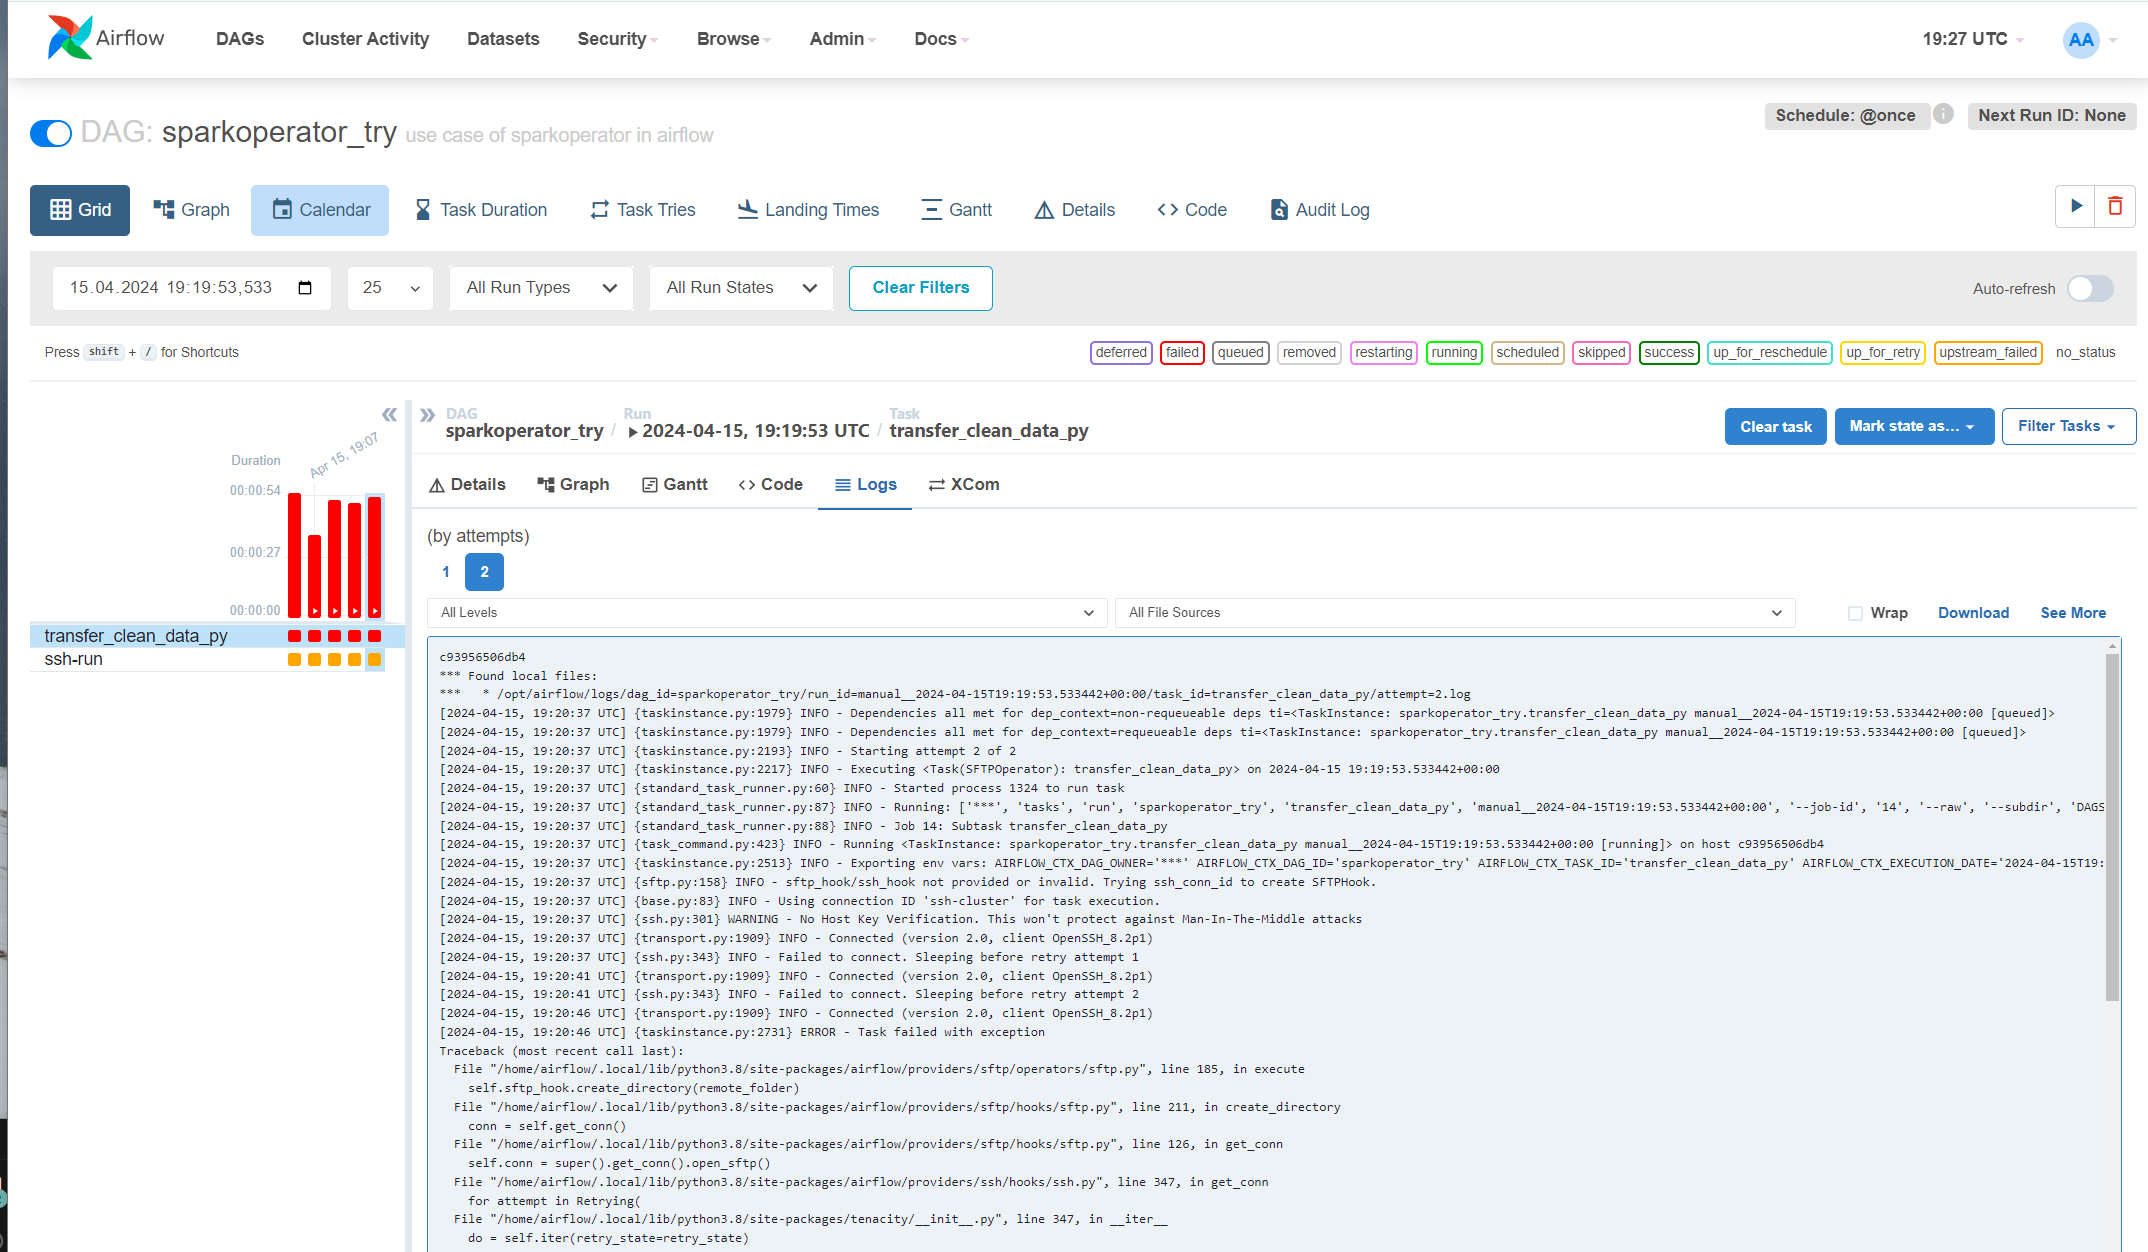 Airflow
DAGs
Cluster Activity
Datasets
Security
Browse
Admin
Docs
19:27 UTC
AA
DAG: sparkoperator_try use case of sparkoperator in airflow
Schedule: @once
i
Next Run ID: None
Grid
Graph
Calendar
Task Duration
Task Tries
Landing Times
Gantt
Details
Code
Audit Log
15.04.2024 19:19:53,533
25
All Run Types
All Run States
Clear Filters
Auto-refresh
Press shift + / for Shortcuts
deferred
failed
queued
removed
restarting
running
scheduled
skipped
success
up_for_reschedule
up_for_retry
upstream_failed
no_status
Duration
Apr 15, 19:07
00:00:54
00:00:27
00:00:00
transfer_clean_data_py
ssh-run
DAG
sparkoperator_try
/
Run
2024-04-15, 19:19:53 UTC
/
Task
transfer_clean_data_py
Clear task
Mark state as...
Filter Tasks
Details
Graph
Gantt
Code
Logs
XCom
(by attempts)
1
2
All Levels
All File Sources
Wrap
Download
See More
c93956506db4
*** Found local files:
***   * /opt/airflow/logs/dag_id=sparkoperator_try/run_id=manual__2024-04-15T19:19:53.533442+00:00/task_id=transfer_clean_data_py/attempt=2.log
[2024-04-15, 19:20:37 UTC] {taskinstance.py:1979} INFO - Dependencies all met for dep_context=non-requeueable deps ti=<TaskInstance: sparkoperator_try.transfer_clean_data_py manual__2024-04-15T19:19:53.533442+00:00 [queued]>
[2024-04-15, 19:20:37 UTC] {taskinstance.py:1979} INFO - Dependencies all met for dep_context=requeueable deps ti=<TaskInstance: sparkoperator_try.transfer_clean_data_py manual__2024-04-15T19:19:53.533442+00:00 [queued]>
[2024-04-15, 19:20:37 UTC] {taskinstance.py:2193} INFO - Starting attempt 2 of 2
[2024-04-15, 19:20:37 UTC] {taskinstance.py:2217} INFO - Executing <Task(SFTPOperator): transfer_clean_data_py> on 2024-04-15 19:19:53.533442+00:00
[2024-04-15, 19:20:37 UTC] {standard_task_runner.py:60} INFO - Started process 1324 to run task
[2024-04-15, 19:20:37 UTC] {standard_task_runner.py:87} INFO - Running: ['***', 'tasks', 'run', 'sparkoperator_try', 'transfer_clean_data_py', 'manual__2024-04-15T19:19:53.533442+00:00', '--job-id', '14', '--raw', '--subdir', 'DAGS
[2024-04-15, 19:20:37 UTC] {standard_task_runner.py:88} INFO - Job 14: Subtask transfer_clean_data_py
[2024-04-15, 19:20:37 UTC] {task_command.py:423} INFO - Running <TaskInstance: sparkoperator_try.transfer_clean_data_py manual__2024-04-15T19:19:53.533442+00:00 [running]> on host c93956506db4
[2024-04-15, 19:20:37 UTC] {taskinstance.py:2513} INFO - Exporting env vars: AIRFLOW_CTX_DAG_OWNER='***' AIRFLOW_CTX_DAG_ID='sparkoperator_try' AIRFLOW_CTX_TASK_ID='transfer_clean_data_py' AIRFLOW_CTX_EXECUTION_DATE='2024-04-15T19:
[2024-04-15, 19:20:37 UTC] {sftp.py:158} INFO - sftp_hook/ssh_hook not provided or invalid. Trying ssh_conn_id to create SFTPHook.
[2024-04-15, 19:20:37 UTC] {base.py:83} INFO - Using connection ID 'ssh-cluster' for task execution.
[2024-04-15, 19:20:37 UTC] {ssh.py:301} WARNING - No Host Key Verification. This won't protect against Man-In-The-Middle attacks
[2024-04-15, 19:20:37 UTC] {transport.py:1909} INFO - Connected (version 2.0, client OpenSSH_8.2p1)
[2024-04-15, 19:20:37 UTC] {ssh.py:343} INFO - Failed to connect. Sleeping before retry attempt 1
[2024-04-15, 19:20:41 UTC] {transport.py:1909} INFO - Connected (version 2.0, client OpenSSH_8.2p1)
[2024-04-15, 19:20:41 UTC] {ssh.py:343} INFO - Failed to connect. Sleeping before retry attempt 2
[2024-04-15, 19:20:46 UTC] {transport.py:1909} INFO - Connected (version 2.0, client OpenSSH_8.2p1)
[2024-04-15, 19:20:46 UTC] {taskinstance.py:2731} ERROR - Task failed with exception
Traceback (most recent call last):
  File "/home/airflow/.local/lib/python3.8/site-packages/airflow/providers/sftp/operators/sftp.py", line 185, in execute
    self.sftp_hook.create_directory(remote_folder)
  File "/home/airflow/.local/lib/python3.8/site-packages/airflow/providers/sftp/hooks/sftp.py", line 211, in create_directory
    conn = self.get_conn()
  File "/home/airflow/.local/lib/python3.8/site-packages/airflow/providers/sftp/hooks/sftp.py", line 126, in get_conn
    self.conn = super().get_conn().open_sftp()
  File "/home/airflow/.local/lib/python3.8/site-packages/airflow/providers/ssh/hooks/ssh.py", line 347, in get_conn
    for attempt in Retrying(
  File "/home/airflow/.local/lib/python3.8/site-packages/tenacity/__init__.py", line 347, in __iter__
    do = self.iter(retry_state=retry_state)